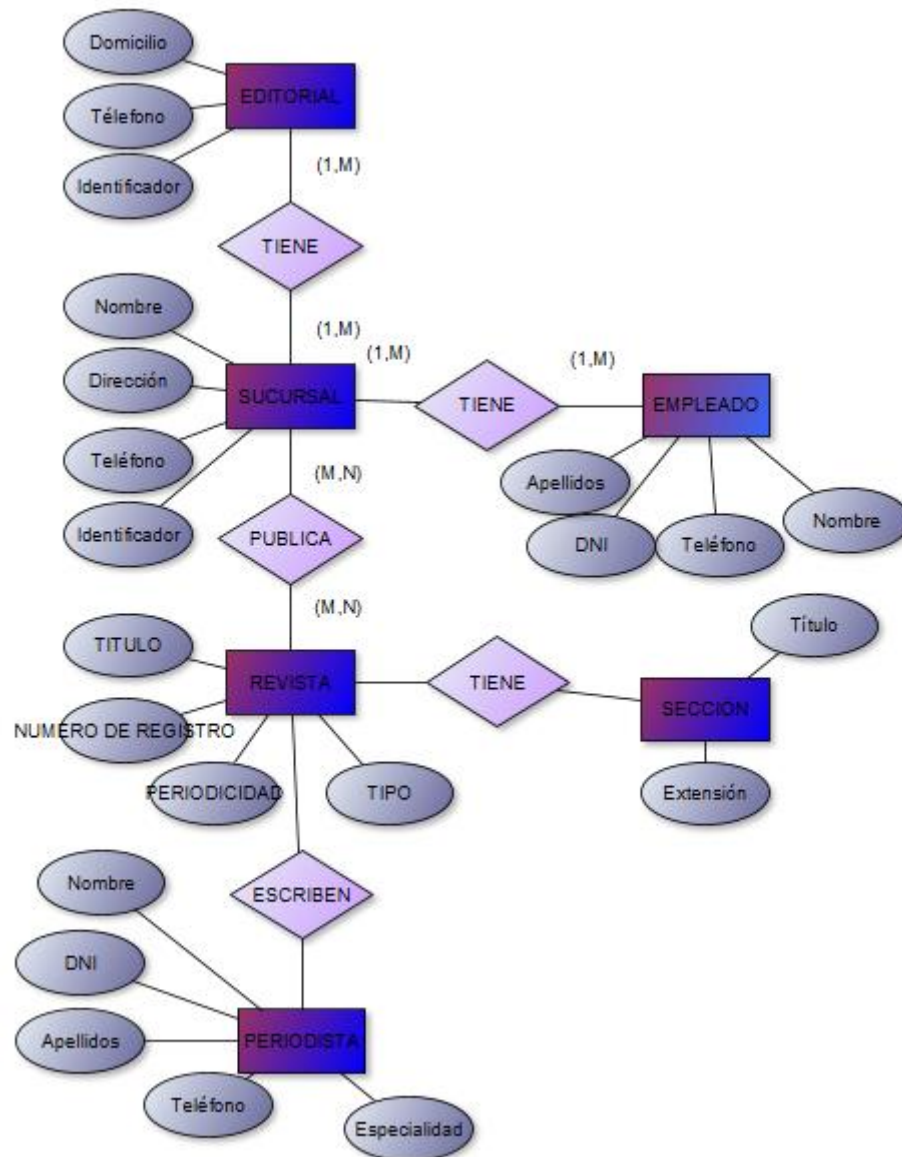 Domicilio
EDITORIAL
Télefono
Identificador
(1,M)
TIENE
Nombre
(1,M)
(1,M)
(1,M)
Dirección
SUCURSAL
TIENE
EMPLEADO
Teléfono
Apellidos
(M,N)
Nombre
Identificador
PUBLICA
DNI
Teléfono
(M,N)
Título
TITULO
REVISTA
TIENE
SECCION
NUMERO DE REGISTRO
PERIODICIDAD
TIPO
Extensión
Nombre
ESCRIBEN
DNI
Apellidos
PERIODISTA
Teléfono
Especialidad